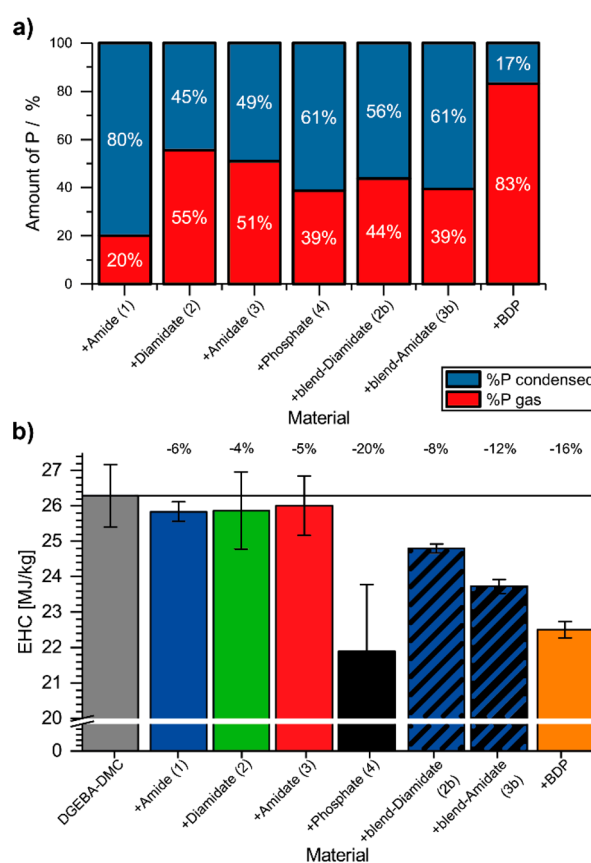 a)
Amount of P / %
100
80
60
40
20
0
80%
20%
45%
55%
49%
51%
61%
39%
56%
44%
61%
39%
17%
83%
+Amide (1)
+Diamidate (2)
+Amidate (3)
+Phosphate (4)
+blend-Diamidate (2b)
+blend-Amidate (3b)
+BDP
Material
%P condensed
%P gas
b)
-6%
-4%
-5%
-20%
-8%
-12%
-16%
EHC [MJ/kg]
27
26
25
24
23
22
21
20
0
DGEBA-DMC
+Amide (1)
+Diamidate (2)
+Amidate (3)
+Phosphate (4)
+blend-Diamidate
(2b)
+blend-Amidate
(3b)
+BDP
Material